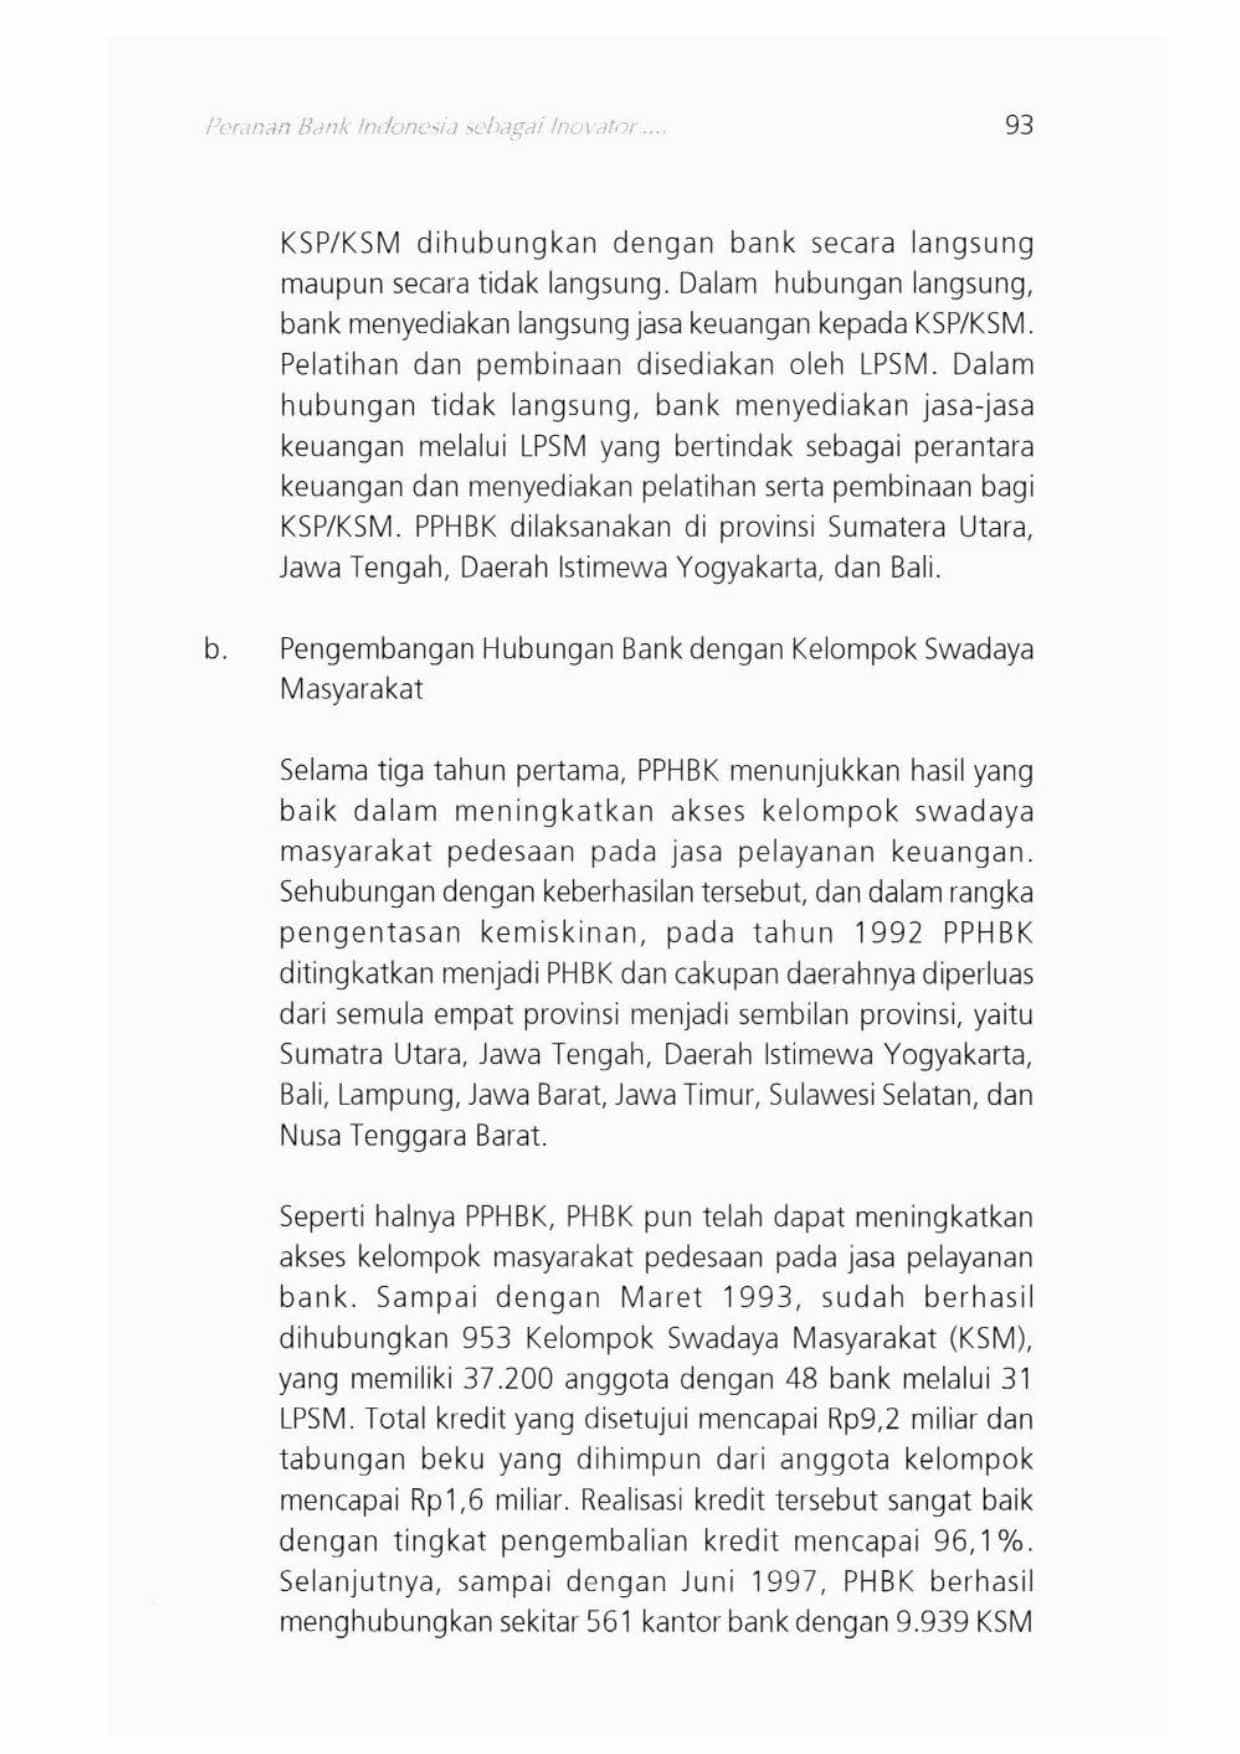 Peranan Bank Indonesia sebagai Inovator .... 93
KSP/KSM dihubungkan dengan bank secara langsung
maupun secara tidak langsung. Dalam hubungan langsung,
bank menyediakan langsung jasa keuangan kepada KSP/KSM.
Pelatihan dan pembinaan disediakan oleh LPSM. Dalam
hubungan tidak langsung, bank menyediakan jasa-jasa
keuangan melalui LPSM yang bertindak sebagai perantara
keuangan dan menyediakan pelatihan serta pembinaan bagi
KSP/KSM. PPHBK dilaksanakan di provinsi Sumatera Utara,
Jawa Tengah, Daerah Istimewa Yogyakarta, dan Bali.
b. Pengembangan Hubungan Bank dengan Kelompok Swadaya
Masyarakat
Selama tiga tahun pertama, PPHBK menunjukkan hasil yang
baik dalam meningkatkan akses kelompok swadaya
masyarakat pedesaan pada jasa pelayanan keuangan.
Sehubungan dengan keberhasilan tersebut, dan dalam rangka
pengentasan kemiskinan, pada tahun 1992 PPHBK
ditingkatkan menjadi PHBK dan cakupan daerahnya diperluas
dari semula empat provinsi menjadi sembilan provinsi, yaitu
Sumatra Utara, Jawa Tengah, Daerah Istimewa Yogyakarta,
Bali, Lampung, Jawa Barat, Jawa Timur, Sulawesi Selatan, dan
Nusa Tenggara Barat.
Seperti halnya PPHBK, PHBK pun telah dapat meningkatkan
akses kelompok masyarakat pedesaan pada jasa pelayanan
bank. Sampai dengan Maret 1993, sudah berhasil
dihubungkan 953 Kelompok Swadaya Masyarakat (KSM),
yang memiliki 37.200 anggota dengan 48 bank melalui 31
LPSM. Total kredit yang disetujui mencapai Rp9,2 miliar dan
tabungan beku yang dihimpun dari anggota kelompok
mencapai Rp1,6 miliar. Realisasi kredit tersebut sangat baik
dengan tingkat pengembalian kredit mencapai 96,1%.
Selanjutnya, sampai dengan Juni 1997, PHBK berhasil
menghubungkan sekitar 561 kantor bank dengan 9.939 KSM